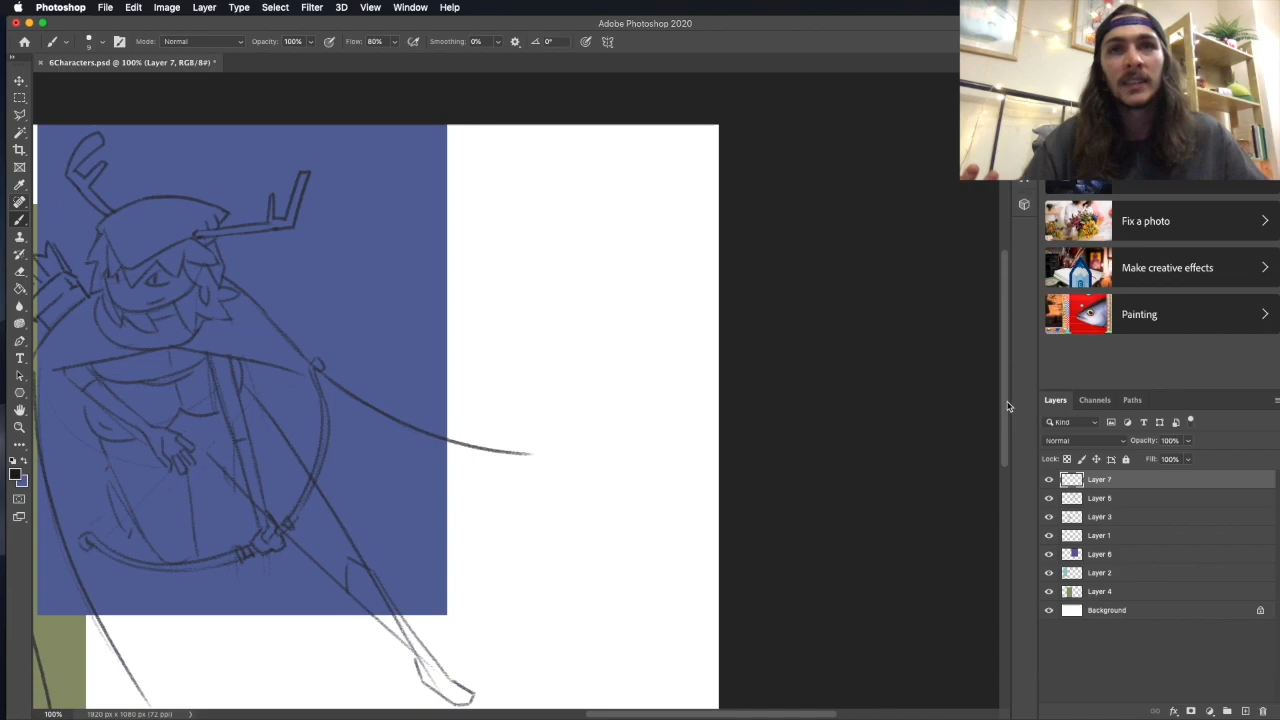 Photoshop File Edit Image Layer Type Select Filter 3D View Window Help
Adobe Photoshop 2020
9 Mode: Normal Opacity: 100% Flow: 80% Smoothing: 0% 0°
6Characters.psd @ 100% (Layer 7, RGB/8#) *
Fix a photo
Make creative effects
Painting
Layers Channels Paths
Kind
Normal Opacity: 100%
Lock: Fill: 100%
Layer 7
Layer 5
Layer 3
Layer 1
Layer 6
Layer 2
Layer 4
Background
100% 1920 px x 1080 px (72 ppi)